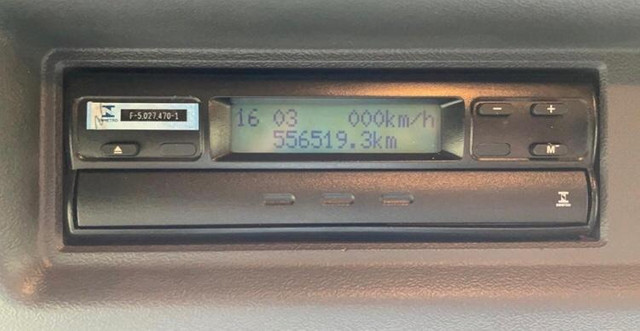 F-5.027.470-1
16 03 000km/h
556519.3km
- +
M